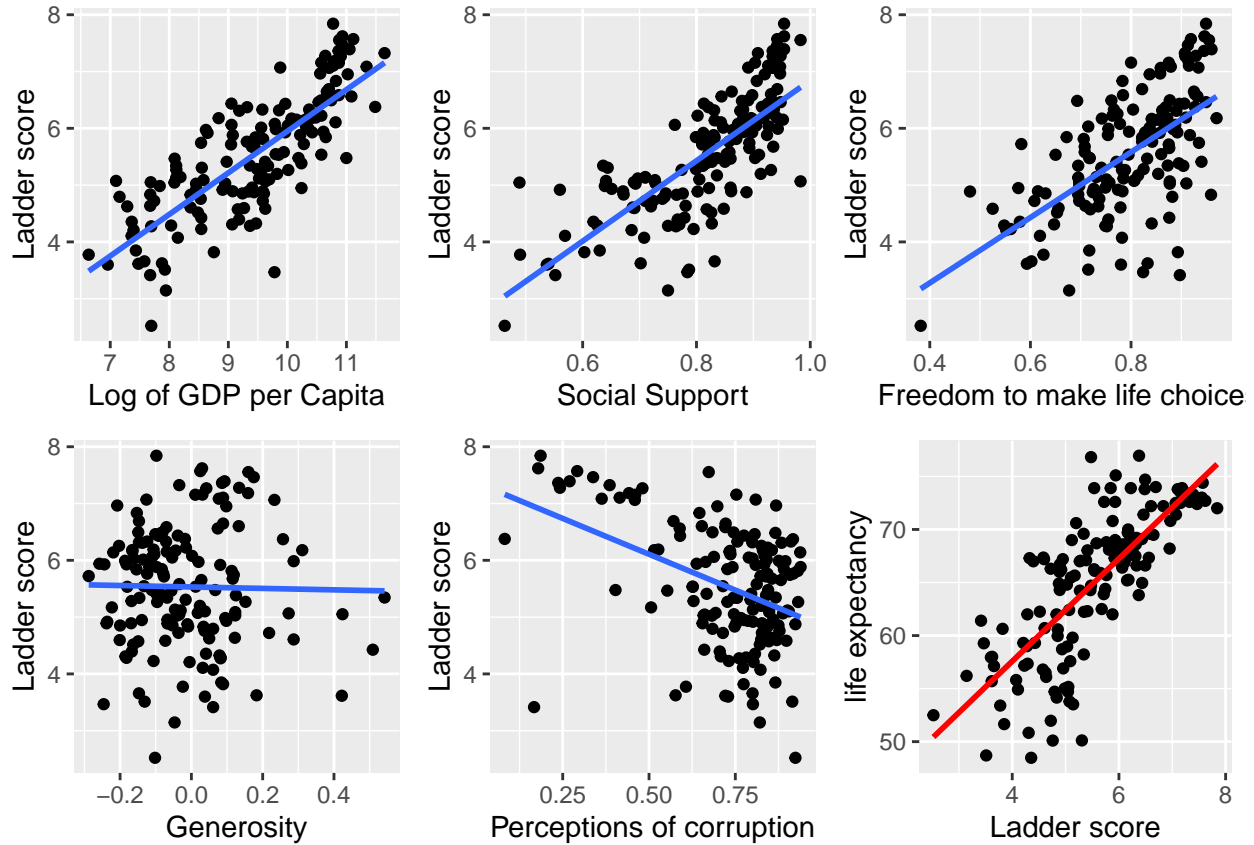 8
6
4
Ladder score
7 8 9 10 11
Log of GDP per Capita
8
6
4
Ladder score
0.6 0.8 1.0
Social Support
8
6
4
Ladder score
0.4 0.6 0.8
Freedom to make life choice
8
6
4
Ladder score
−0.2 0.0 0.2 0.4
Generosity
8
6
4
Ladder score
0.25 0.50 0.75
Perceptions of corruption
70
60
50
life expectancy
4 6 8
Ladder score